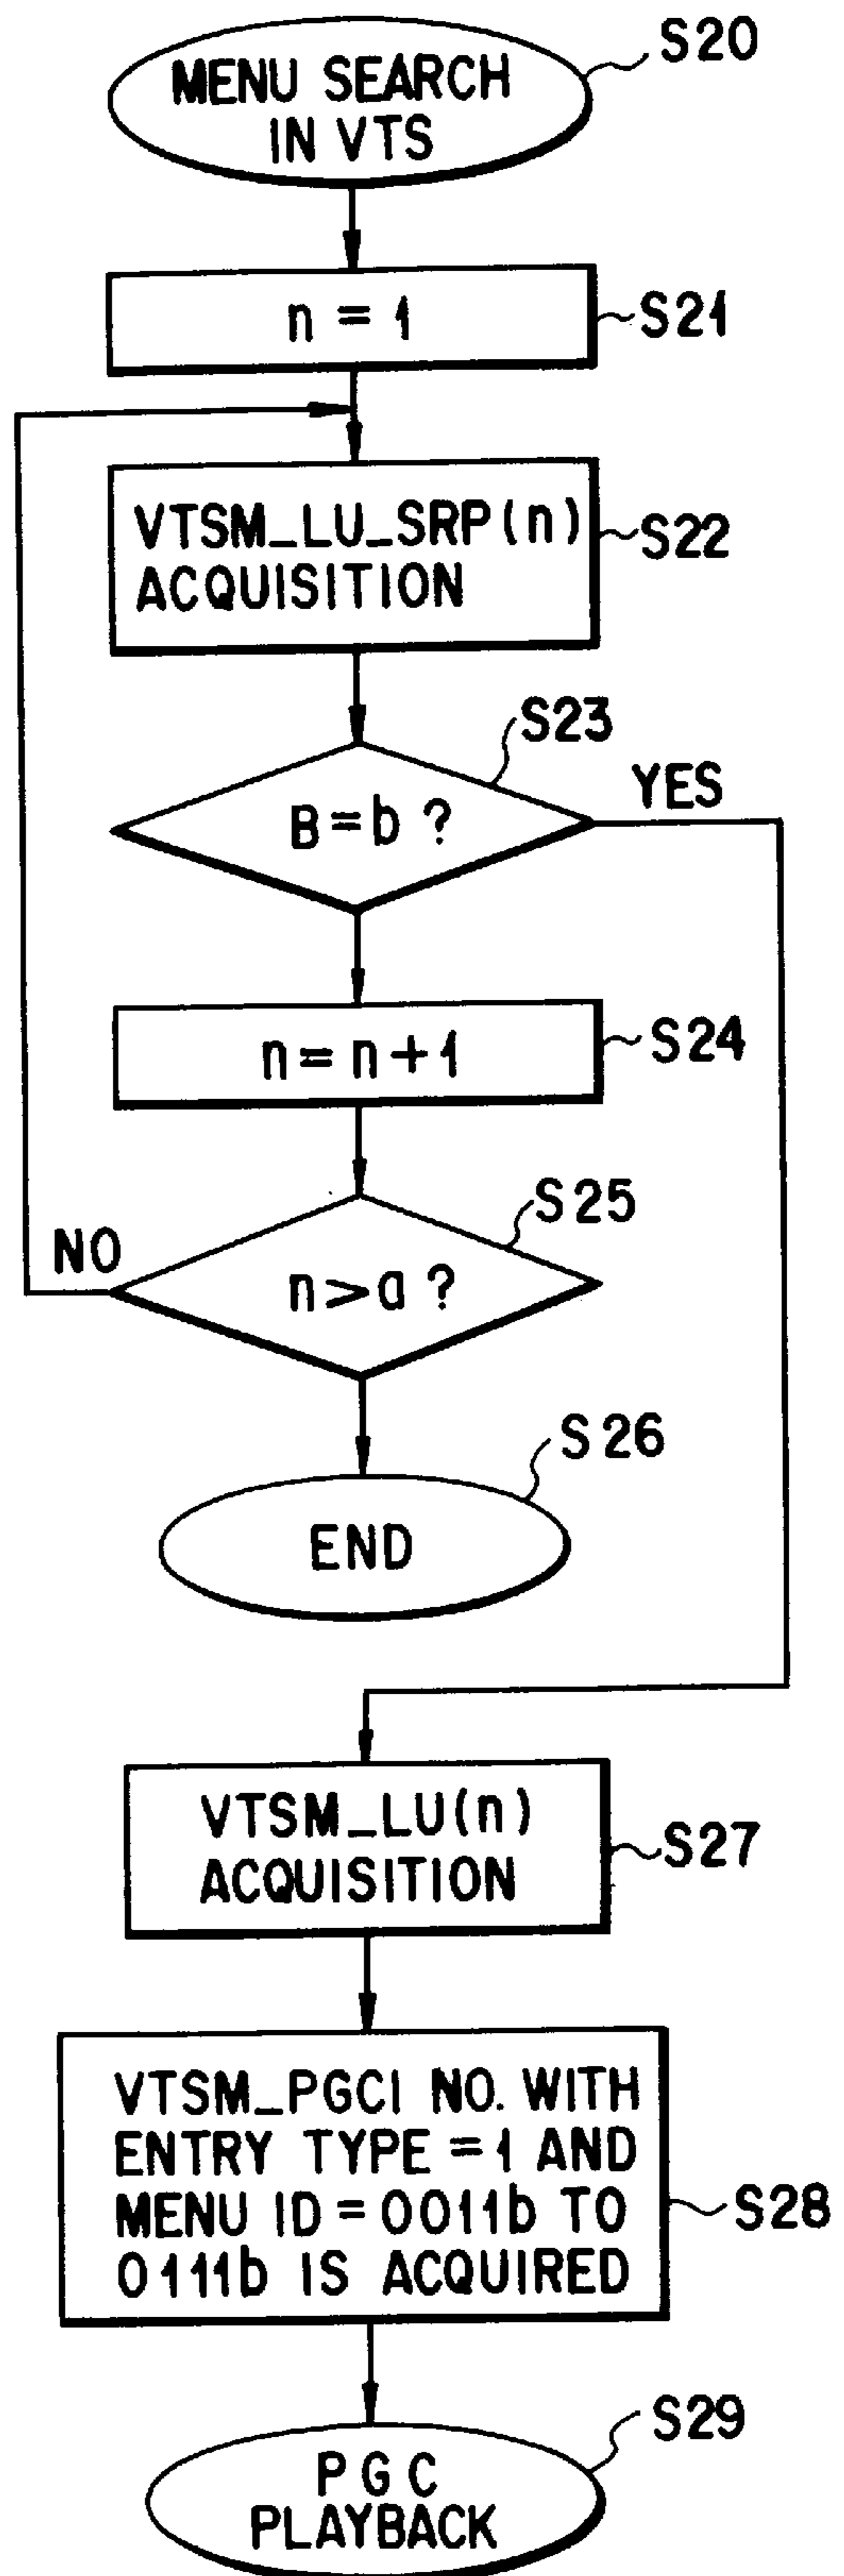 MENU SEARCH
IN VTS
S20
n = 1
S21
VTSM_LU_SRP(n)
ACQUISITION
S22
S23
B=b ?
YES
n=n+1
S24
S25
NO
n>a ?
S26
END
VTSM_LU(n)
ACQUISITION
S27
VTSM_PGCI NO. WITH
ENTRY TYPE =1 AND
MENU ID=0011b TO
0111b IS ACQUIRED
S28
S29
PGC
PLAYBACK